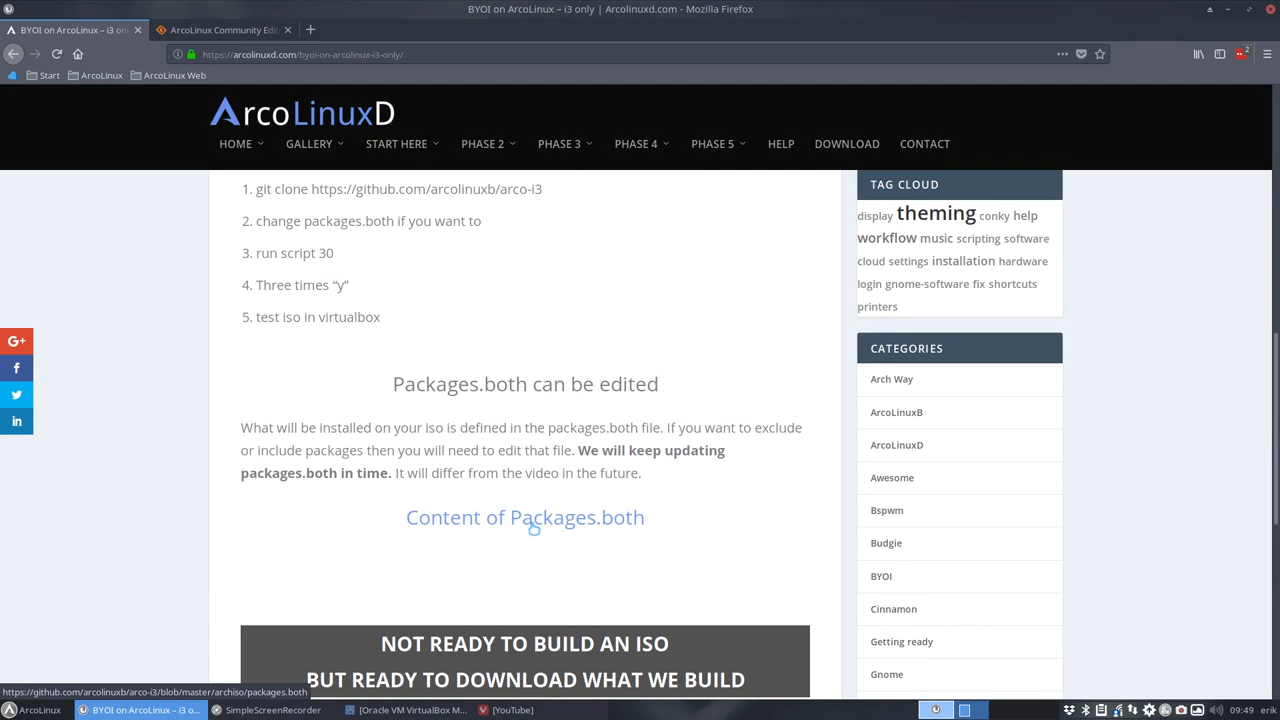 BYOI on ArcoLinux – i3 only | Arcolinuxd.com - Mozilla Firefox
BYOI on ArcoLinux – i3 onl
ArcoLinux Community Edit
https://arcolinuxd.com/byoi-on-arcolinux-i3-only/
2
Start
ArcoLinux
ArcoLinux Web
ArcoLinuxD
HOME
GALLERY
START HERE
PHASE 2
PHASE 3
PHASE 4
PHASE 5
HELP
DOWNLOAD
CONTACT
1. git clone https://github.com/arcolinuxb/arco-i3
2. change packages.both if you want to
3. run script 30
4. Three times “y”
5. test iso in virtualbox
Packages.both can be edited
What will be installed on your iso is defined in the packages.both file. If you want to exclude
or include packages then you will need to edit that file. We will keep updating
packages.both in time. It will differ from the video in the future.
Content of Packages.both
NOT READY TO BUILD AN ISO
BUT READY TO DOWNLOAD WHAT WE BUILD
TAG CLOUD
display theming conky help
workflow music scripting software
cloud settings installation hardware
login gnome-software fix shortcuts
printers
CATEGORIES
Arch Way
ArcoLinuxB
ArcoLinuxD
Awesome
Bspwm
Budgie
BYOI
Cinnamon
Getting ready
Gnome
G+
f
in
https://github.com/arcolinuxb/arco-i3/blob/master/archiso/packages.both
ArcoLinux
BYOI on ArcoLinux – i3 o...
SimpleScreenRecorder
[Oracle VM VirtualBox M...
[YouTube]
09:49
erik